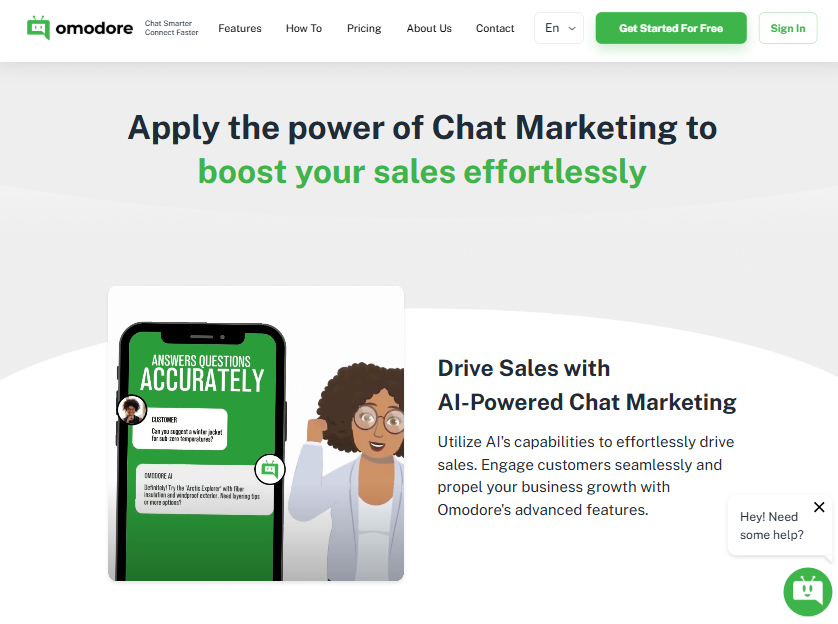 omodore
Chat Smarter
Connect Faster
Features
How To
Pricing
About Us
Contact
En
Get Started For Free
Sign In
Apply the power of Chat Marketing to
boost your sales effortlessly
ANSWERS QUESTIONS
ACCURATELY
CUSTOMER
Can you suggest a winter jacket
for sub-zero temperatures?
OMODORE AI
Definitely! Try the 'Arctic Explorer' with fiber
insulation and windproof exterior. Need layering tips
or more options?
Drive Sales with
AI-Powered Chat Marketing
Utilize AI's capabilities to effortlessly drive
sales. Engage customers seamlessly and
propel your business growth with
Omodore's advanced features.
Hey! Need
some help?